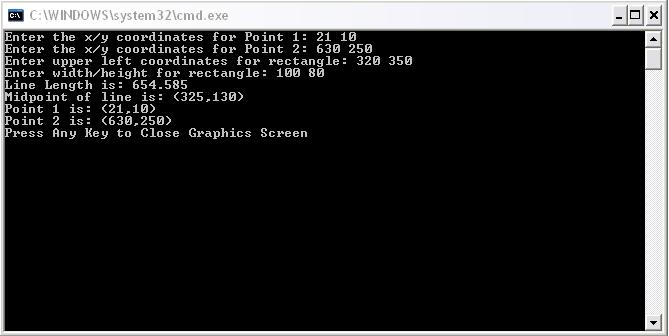 C:\WINDOWS\system32\cmd.exe
Enter the x/y coordinates for Point 1: 21 10
Enter the x/y coordinates for Point 2: 630 250
Enter upper left coordinates for rectangle: 320 350
Enter width/height for rectangle: 100 80
Line Length is: 654.585
Midpoint of line is: (325,130)
Point 1 is: (21,10)
Point 2 is: (630,250)
Press Any Key to Close Graphics Screen